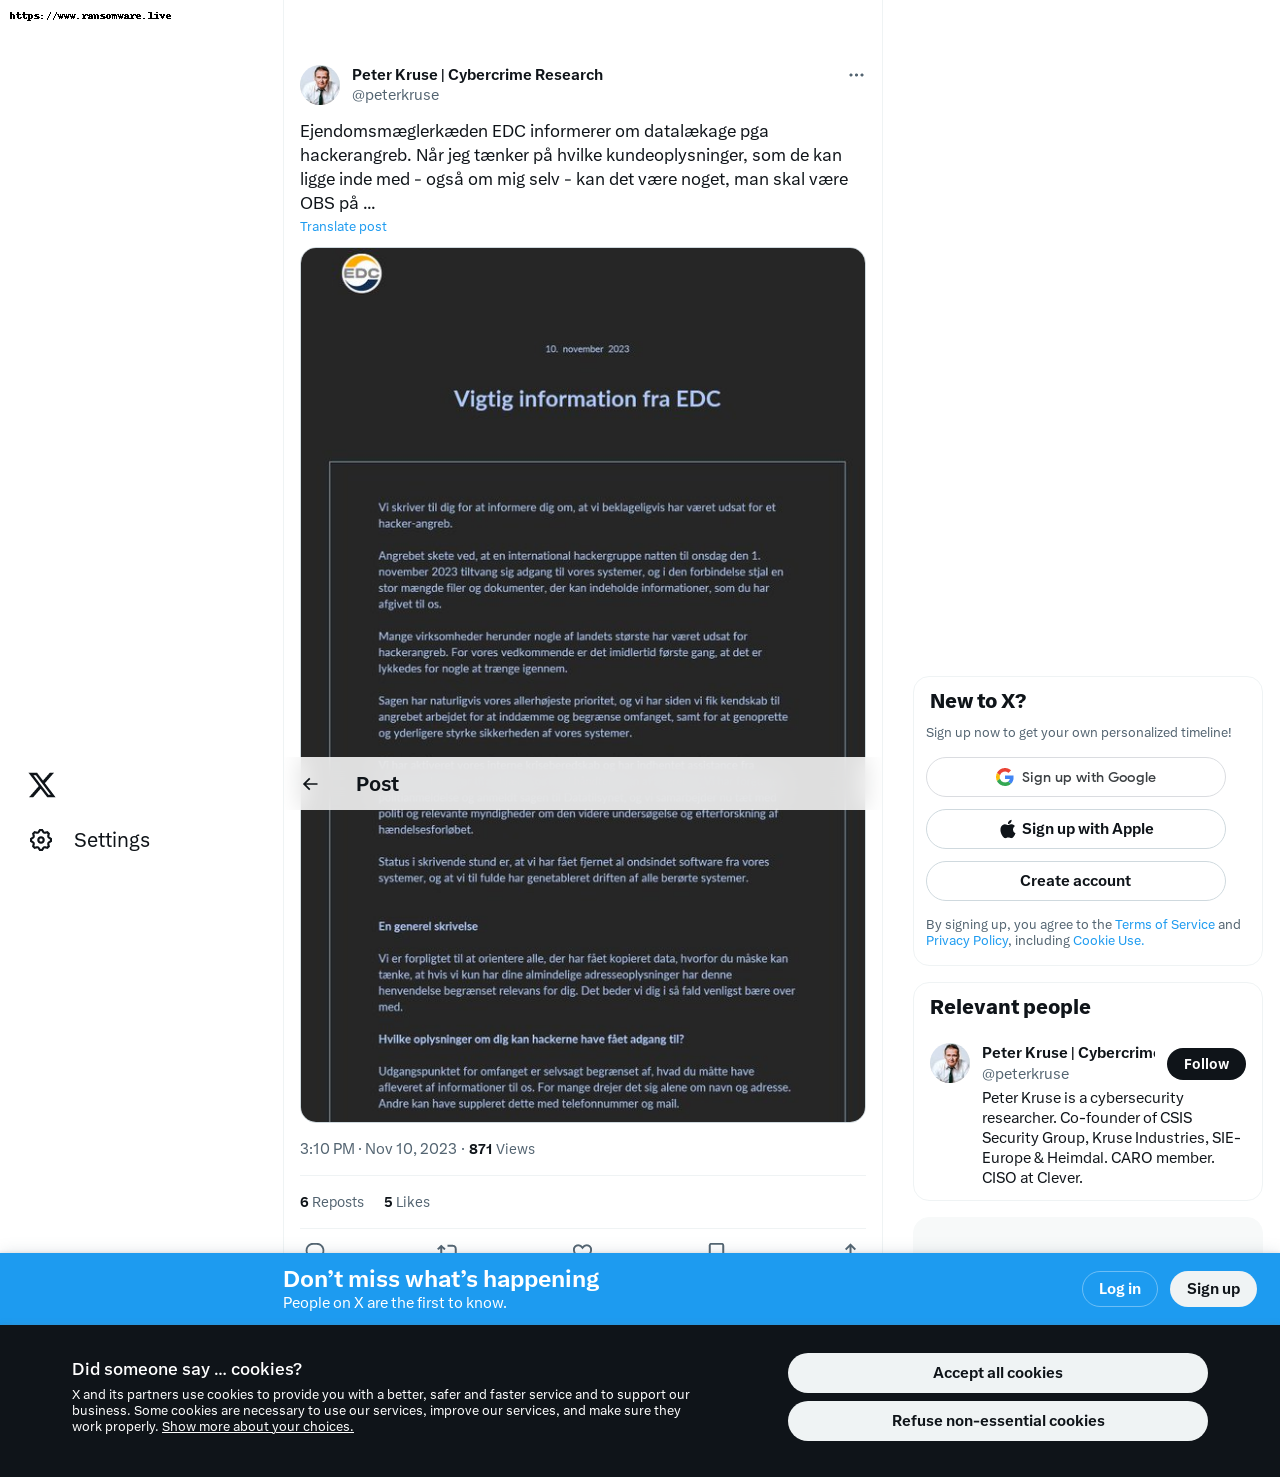 https://www.ransomware.live
Peter Kruse | Cybercrime Research
@peterkruse
Ejendomsmæglerkæden EDC informerer om datalækage pga
hackerangreb. Når jeg tænker på hvilke kundeoplysninger, som de kan
ligge inde med - også om mig selv - kan det være noget, man skal være
OBS på ...
Translate post
EDC
10. november 2023
Vigtig information fra EDC
Vi skriver til dig for at informere dig om, at vi beklageligvis har været udsat for et
hacker-angreb.
Angrebet skete ved, at en international hackergruppe natten til onsdag den 1.
november 2023 tiltvang sig adgang til vores systemer, og i den forbindelse stjal en
stor mængde filer og dokumenter, der kan indeholde informationer, som du har
afgivet til os.
Mange virksomheder herunder nogle af landets største har været udsat for
hackerangreb. For vores vedkommende er det imidlertid første gang, at det er
lykkedes for nogle at trænge igennem.
Sagen har naturligvis vores allerhøjeste prioritet, og vi har siden vi fik kendskab til
angrebet arbejdet for at inddæmme og begrænse omfanget, samt for at genoprette
og yderligere styrke sikkerheden af vores systemer.
Post
politi og relevante myndigheder om den videre undersøgelse og efterforskning af
hændelsesforløbet.
Status i skrivende stund er, at vi har fået fjernet al ondsindet software fra vores
systemer, og at vi til fulde har genetableret driften af alle berørte systemer.
En generel skrivelse
Vi er forpligtet til at orientere alle, der har fået kopieret data, hvorfor du måske kan
tænke, at hvis vi kun har dine almindelige adresseoplysninger har denne
henvendelse begrænset relevans for dig. Det beder vi dig i så fald venligst bære over
med.
Hvilke oplysninger om dig kan hackerne have fået adgang til?
Udgangspunktet for omfanget er selvsagt begrænset af, hvad du måtte have
afleveret af informationer til os. For mange drejer det sig alene om navn og adresse.
Andre kan have suppleret dette med telefonnummer og mail.
3:10 PM · Nov 10, 2023 · 871 Views
6 Reposts 5 Likes
Settings
New to X?
Sign up now to get your own personalized timeline!
Sign up with Google
Sign up with Apple
Create account
By signing up, you agree to the Terms of Service and
Privacy Policy, including Cookie Use.
Relevant people
Peter Kruse | Cybercrime
@peterkruse
Follow
Peter Kruse is a cybersecurity
researcher. Co-founder of CSIS
Security Group, Kruse Industries, SIE-
Europe & Heimdal. CARO member.
CISO at Clever.
Don't miss what's happening
People on X are the first to know.
Log in
Sign up
Did someone say … cookies?
X and its partners use cookies to provide you with a better, safer and faster service and to support our
business. Some cookies are necessary to use our services, improve our services, and make sure they
work properly. Show more about your choices.
Accept all cookies
Refuse non-essential cookies